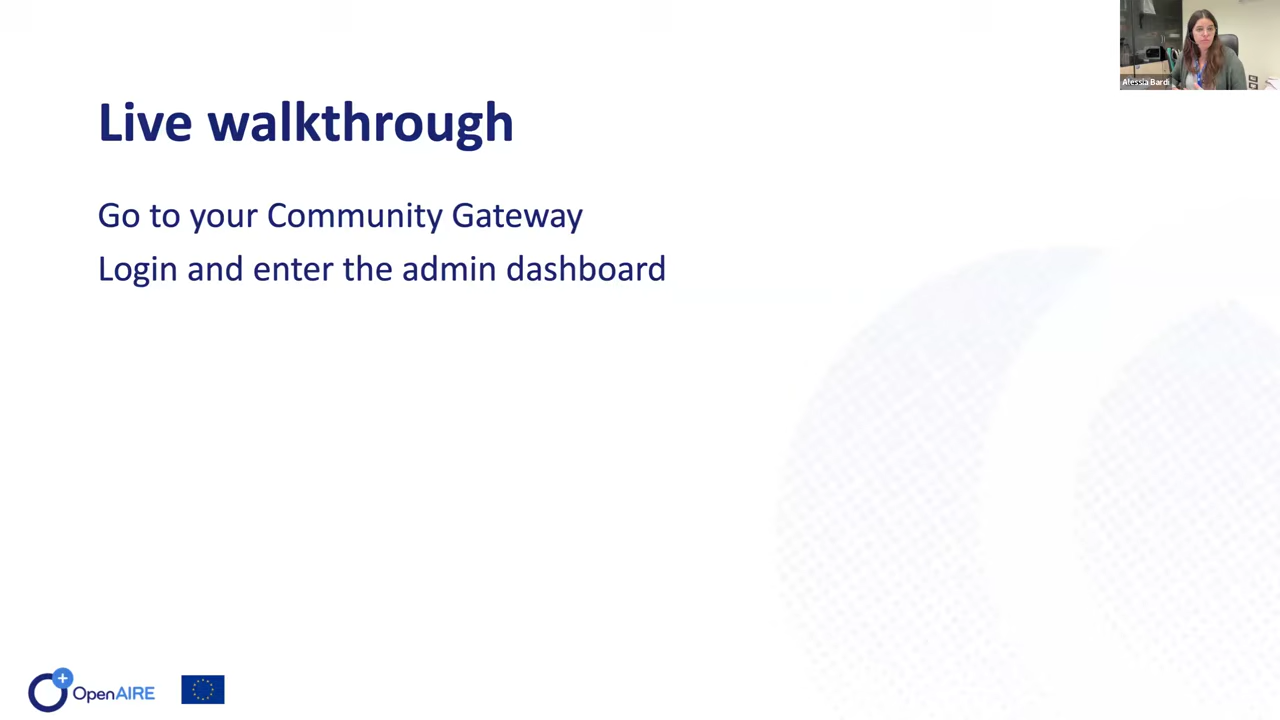 Alessia Bardi
Live walkthrough
Go to your Community Gateway
Login and enter the admin dashboard
OpenAIRE